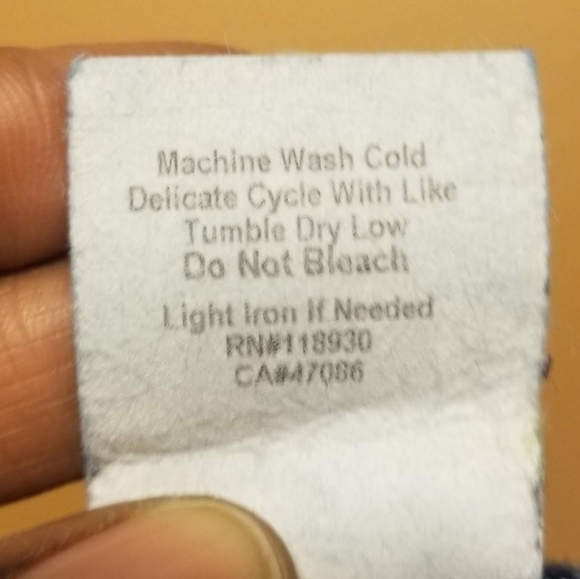 Machine Wash Cold
Delicate Cycle With Like
Tumble Dry Low
Do Not Bleach
Light Iron If Needed
RN#118930
CA#47086